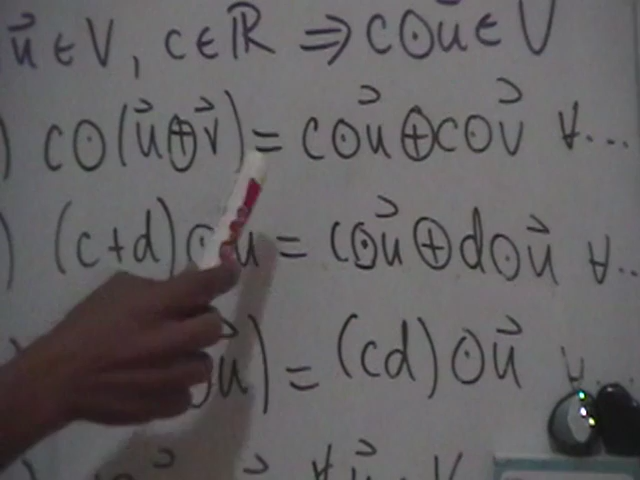 u⃗ ∈ V, c ∈ ℝ ⇒ c⊙u⃗ ∈ V
) c⊙(u⃗⊕v⃗) = c⊙u⃗ ⊕ c⊙v⃗ ∀...
) (c+d)⊙u = c⊙u⃗ ⊕ d⊙u⃗ ∀..
) ⊙u⃗) = (cd)⊙u⃗ ∀